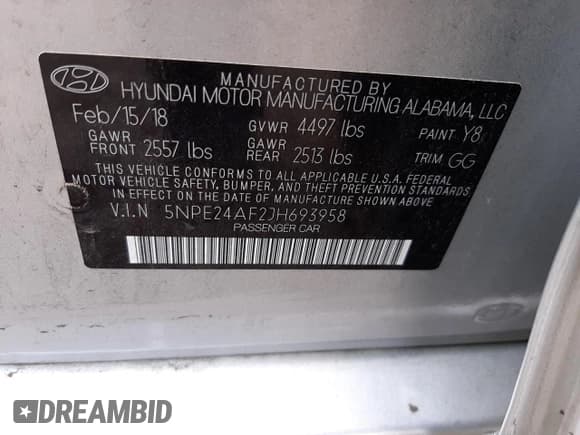 MANUFACTURED BY
HYUNDAI MOTOR MANUFACTURING ALABAMA, LLC
Feb/15/18 GVWR 4497 lbs PAINT Y8
GAWR FRONT 2557 lbs GAWR REAR 2513 lbs TRIM GG
THIS VEHICLE CONFORMS TO ALL APPLICABLE U.S.A. FEDERAL
MOTOR VEHICLE SAFETY, BUMPER, AND THEFT PREVENTION STANDARDS
IN EFFECT ON THE DATE OF MANUFACTURE SHOWN ABOVE.
V.I.N 5NPE24AF2JH693958
PASSENGER CAR
DREAMBID